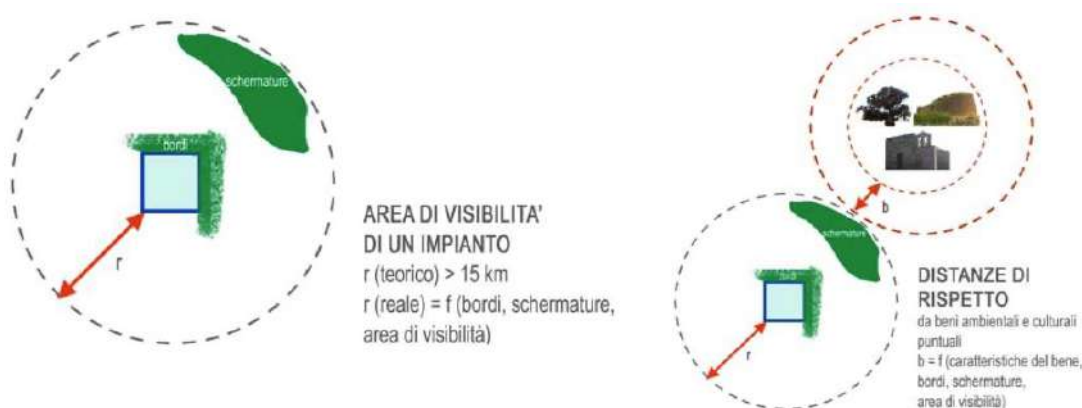 schermature
bordi
r
AREA DI VISIBILITA'
DI UN IMPIANTO
r (teorico) > 15 km
r (reale) = f (bordi, schermature,
area di visibilità)
b
schermature
bordi
r
DISTANZE DI
RISPETTO
da beni ambientali e culturali
puntuali
b = f (caratteristiche del bene,
bordi, schermature,
area di visibilità)